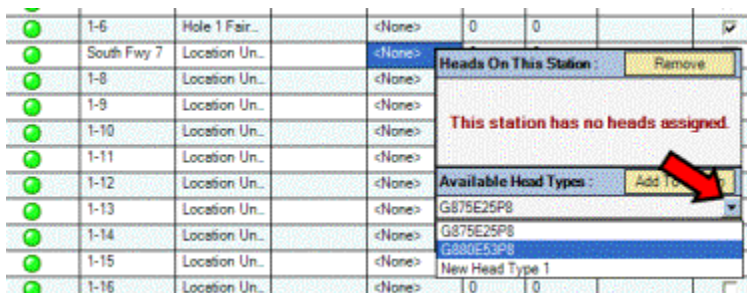 1-6 Hole 1 Fair... <None> 0 0
South Fwy 7 Location Un... <None>
Heads On This Station : Remove
1-8 Location Un... <None>
1-9 Location Un... <None>
1-10 Location Un... <None>
This station has no heads assigned.
1-11 Location Un... <None>
1-12 Location Un... <None>
Available Head Types : Add To
1-13 Location Un... <None>
G875E25P8
1-14 Location Un... <None>
G875E25P8
G880E53P8
1-15 Location Un... <None>
New Head Type 1
1-16 Location Un... <None> 0 0